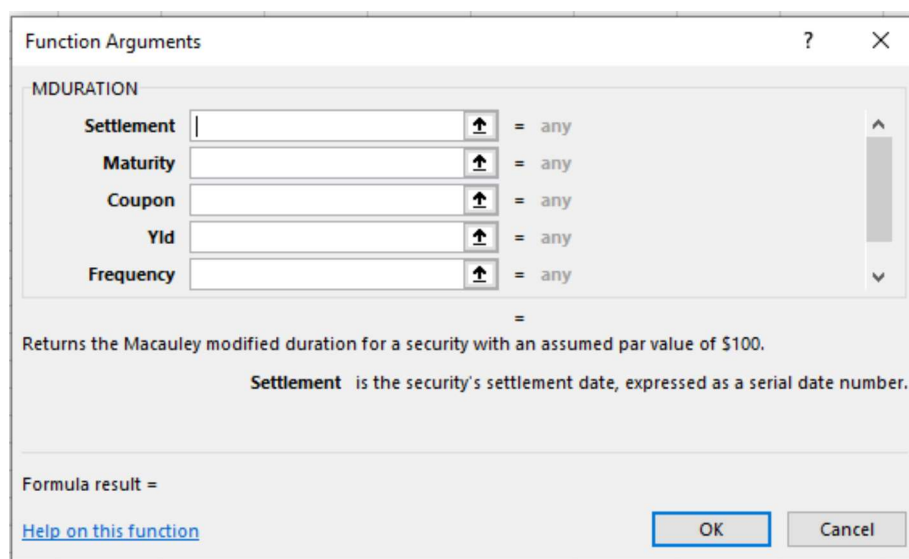 Function Arguments ? ×
MDURATION
Settlement = any
Maturity = any
Coupon = any
Yld = any
Frequency = any
=
Returns the Macauley modified duration for a security with an assumed par value of $100.
Settlement is the security's settlement date, expressed as a serial date number.
Formula result =
Help on this function OK Cancel